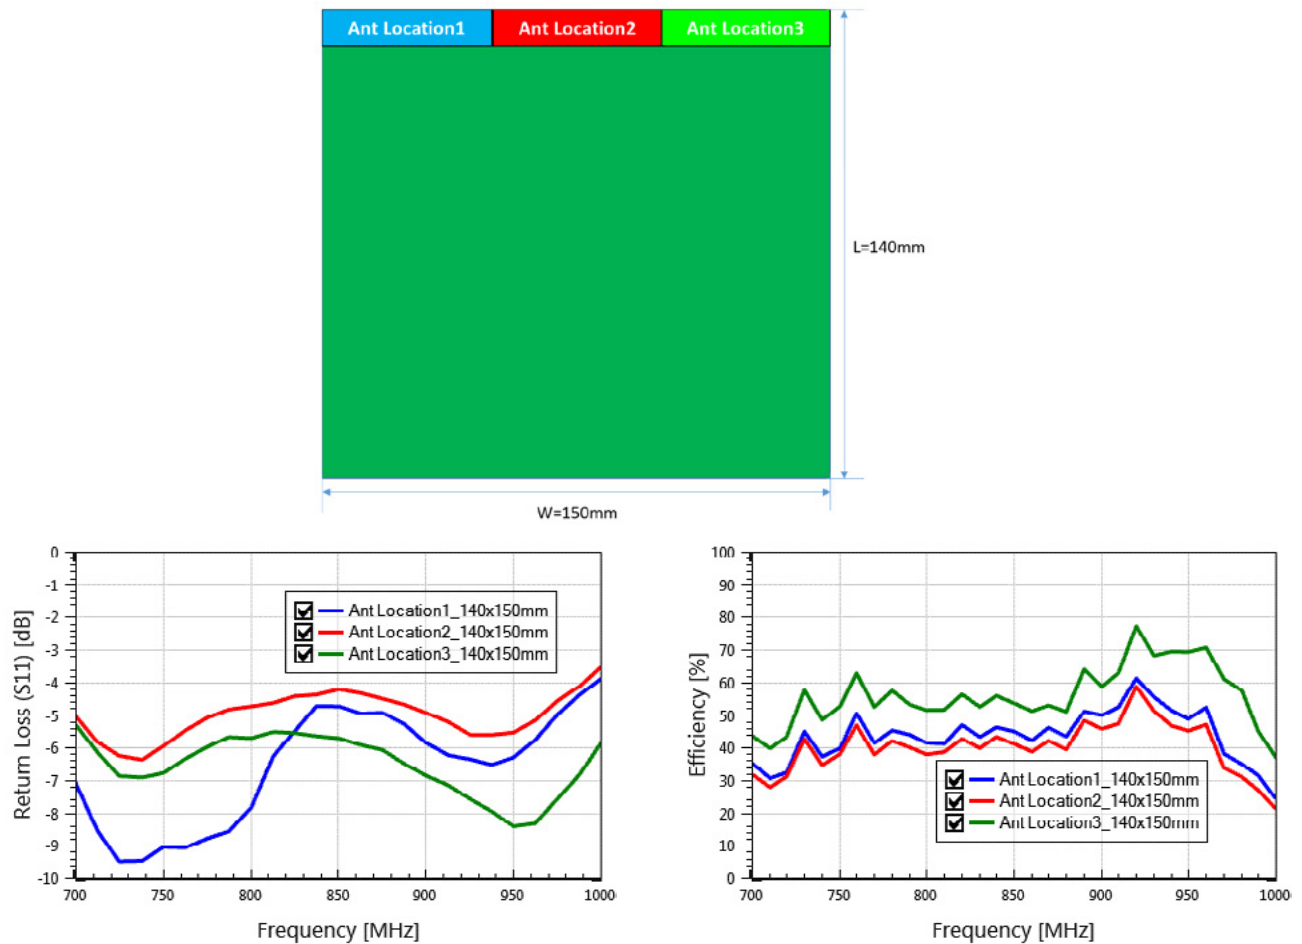 Ant Location1 Ant Location2 Ant Location3
L=140mm
W=150mm
Return Loss (S11) [dB]
0
-1
-2
-3
-4
-5
-6
-7
-8
-9
-10
Ant Location1_140x150mm
Ant Location2_140x150mm
Ant Location3_140x150mm
700 750 800 850 900 950 1000
Frequency [MHz]
Efficiency [%]
100
90
80
70
60
50
40
30
20
10
0
Ant Location1_140x150mm
Ant Location2_140x150mm
Ant Location3_140x150mm
700 750 800 850 900 950 1000
Frequency [MHz]